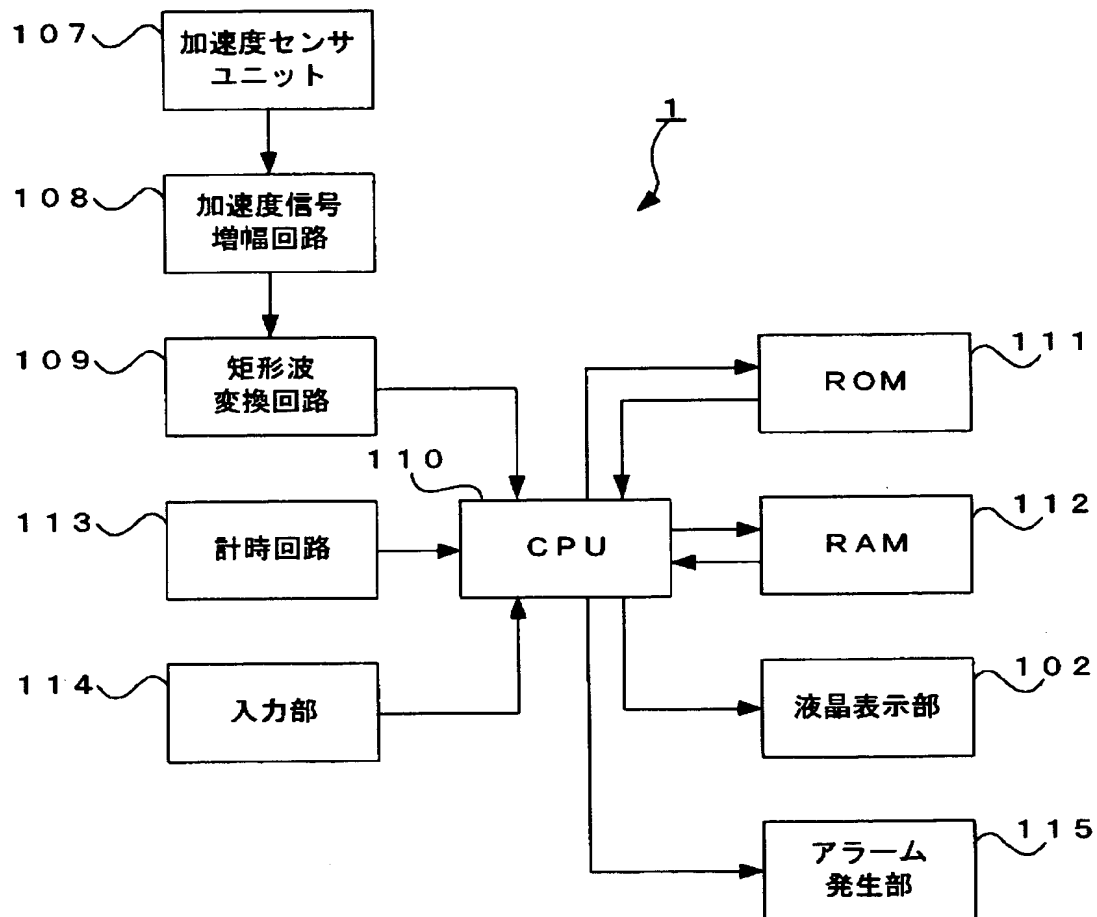 １０７
加速度センサ
ユニット
１
１０８
加速度信号
増幅回路
１０９
矩形波
変換回路
１１１
ROM
１１０
１１３
計時回路
CPU
１１２
RAM
１１４
入力部
１０２
液晶表示部
１１５
アラーム
発生部